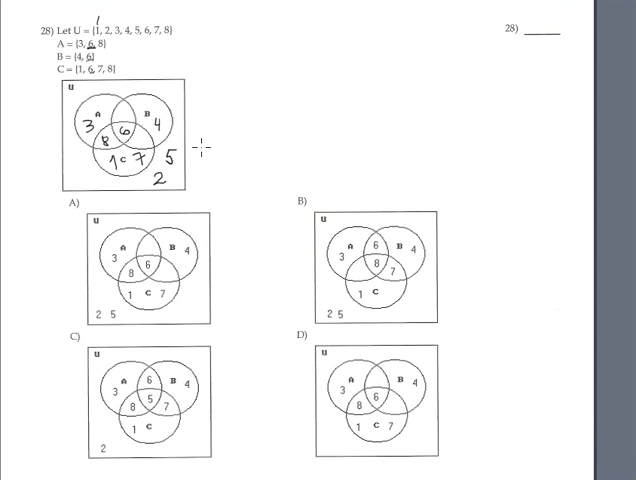 1
28) Let U = {1, 2, 3, 4, 5, 6, 7, 8}
28)
A = {3, 6, 8}
B = {4, 6}
C = {1, 6, 7, 8}
U
A B
3 6 4
8
1 C 7 5
2
A) B)
U U
A B A 6 B
3 4 3 4
6 8
8 7
1 C 7 1 C
2 5 2 5
C) D)
U U
A 6 B A B
3 4 3 4
5 6
8 7 8
1 C 1 C 7
2